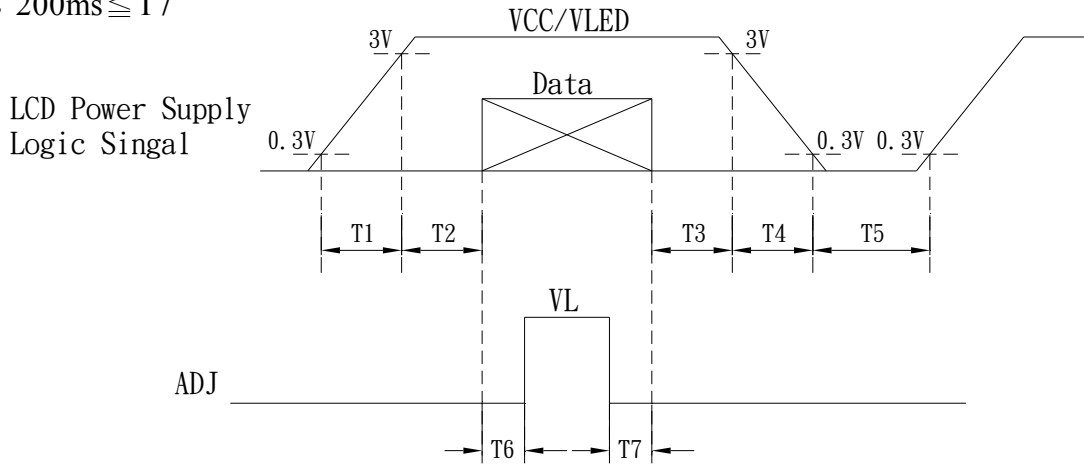 200ms≦T7
VCC/VLED
3V
3V
Data
LCD Power Supply
Logic Singal
0.3V
0.3V
0.3V
T1
T2
T3
T4
T5
VL
ADJ
T6
T7